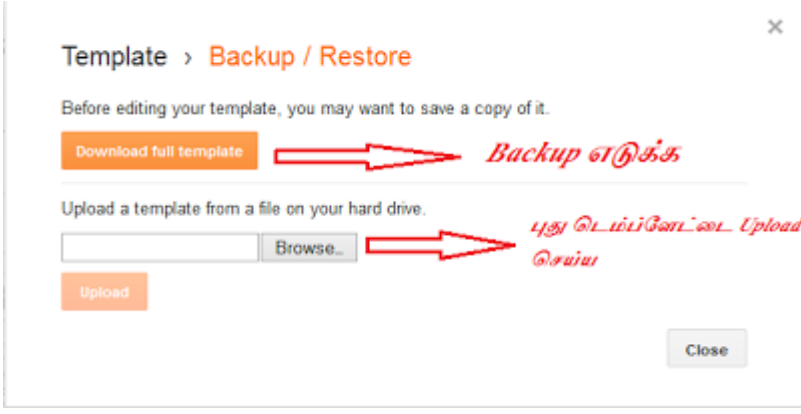 ×
Template › Backup / Restore
Before editing your template, you may want to save a copy of it.
Download full template
Backup எடுக்க
Upload a template from a file on your hard drive.
புது டெம்ப்ளேட்டை Upload
செய்ய
Browse..
Upload
Close